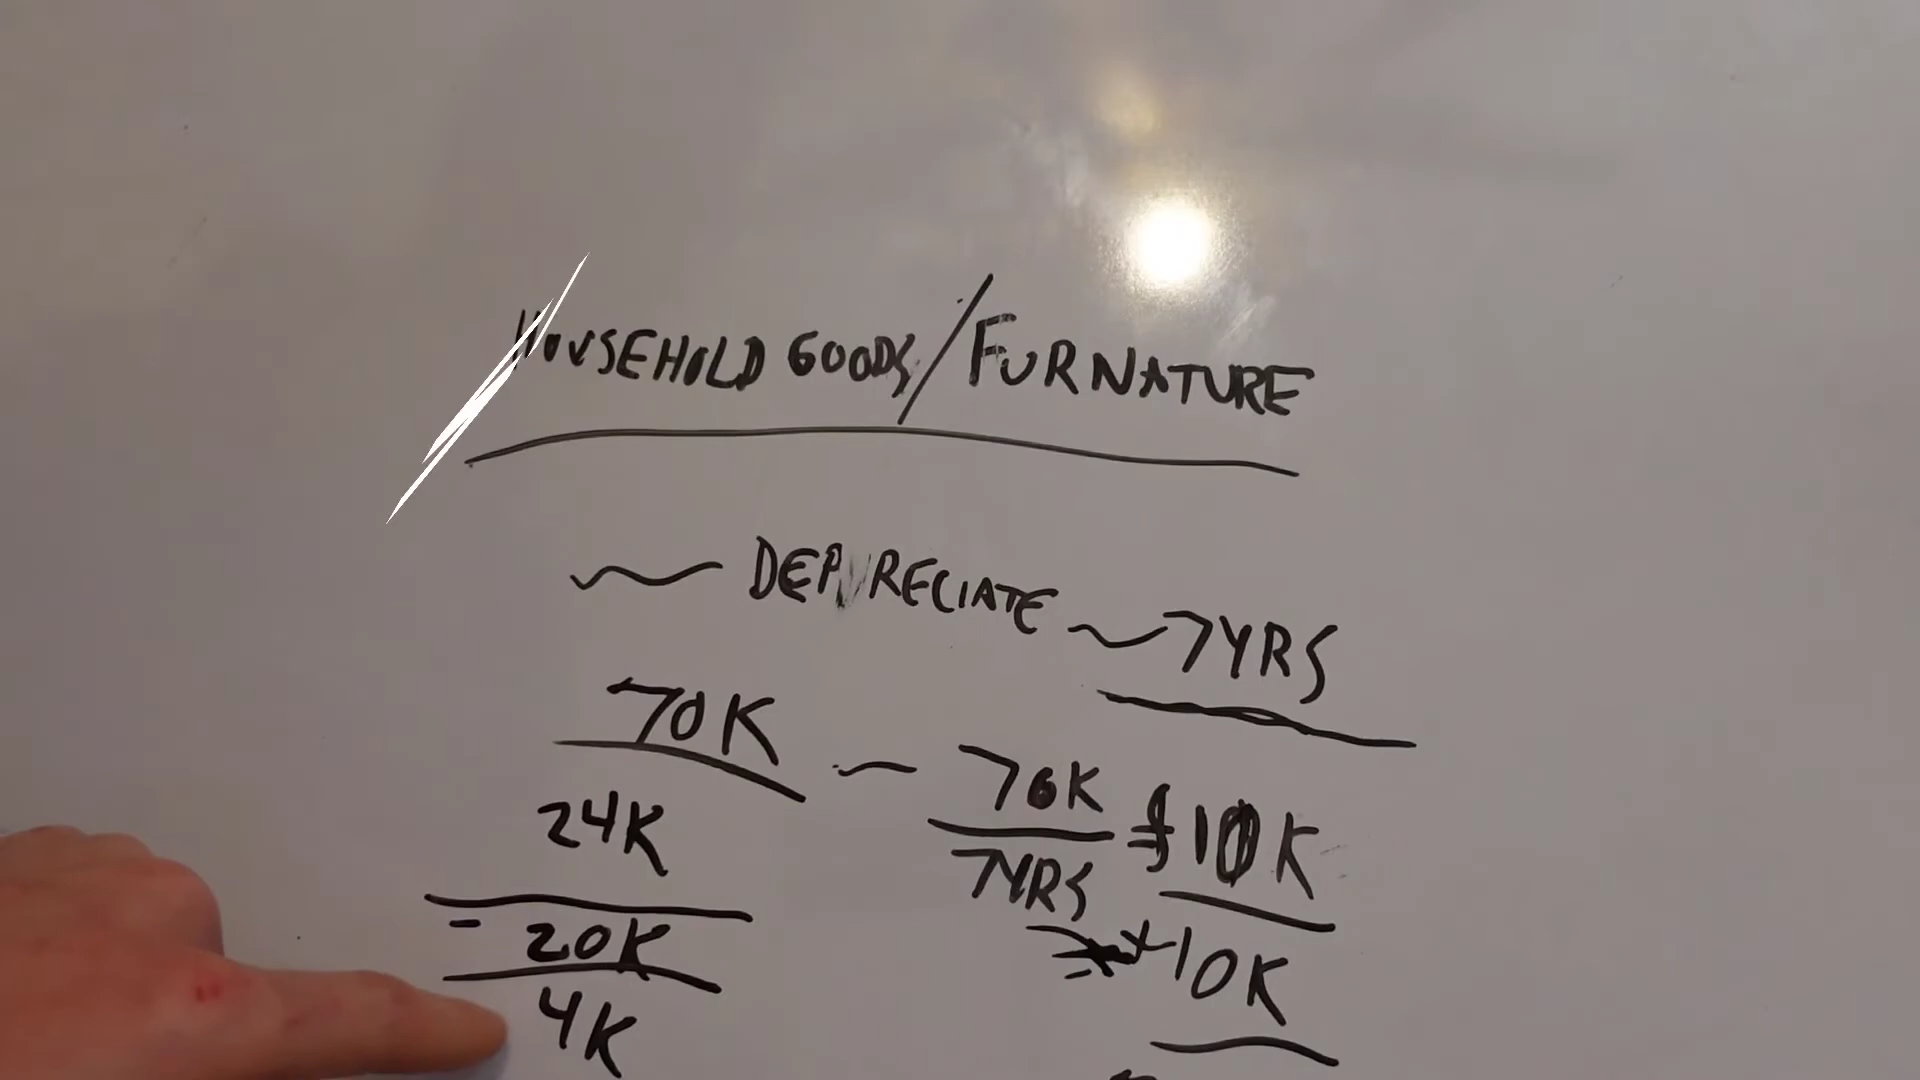 HOUSEHOLD GOODS/FURNATURE
~ DEPRECIATE ~ 7YRS
70K
24K
- 20K
4K
~ 70K
7YRS
$10K
+10K